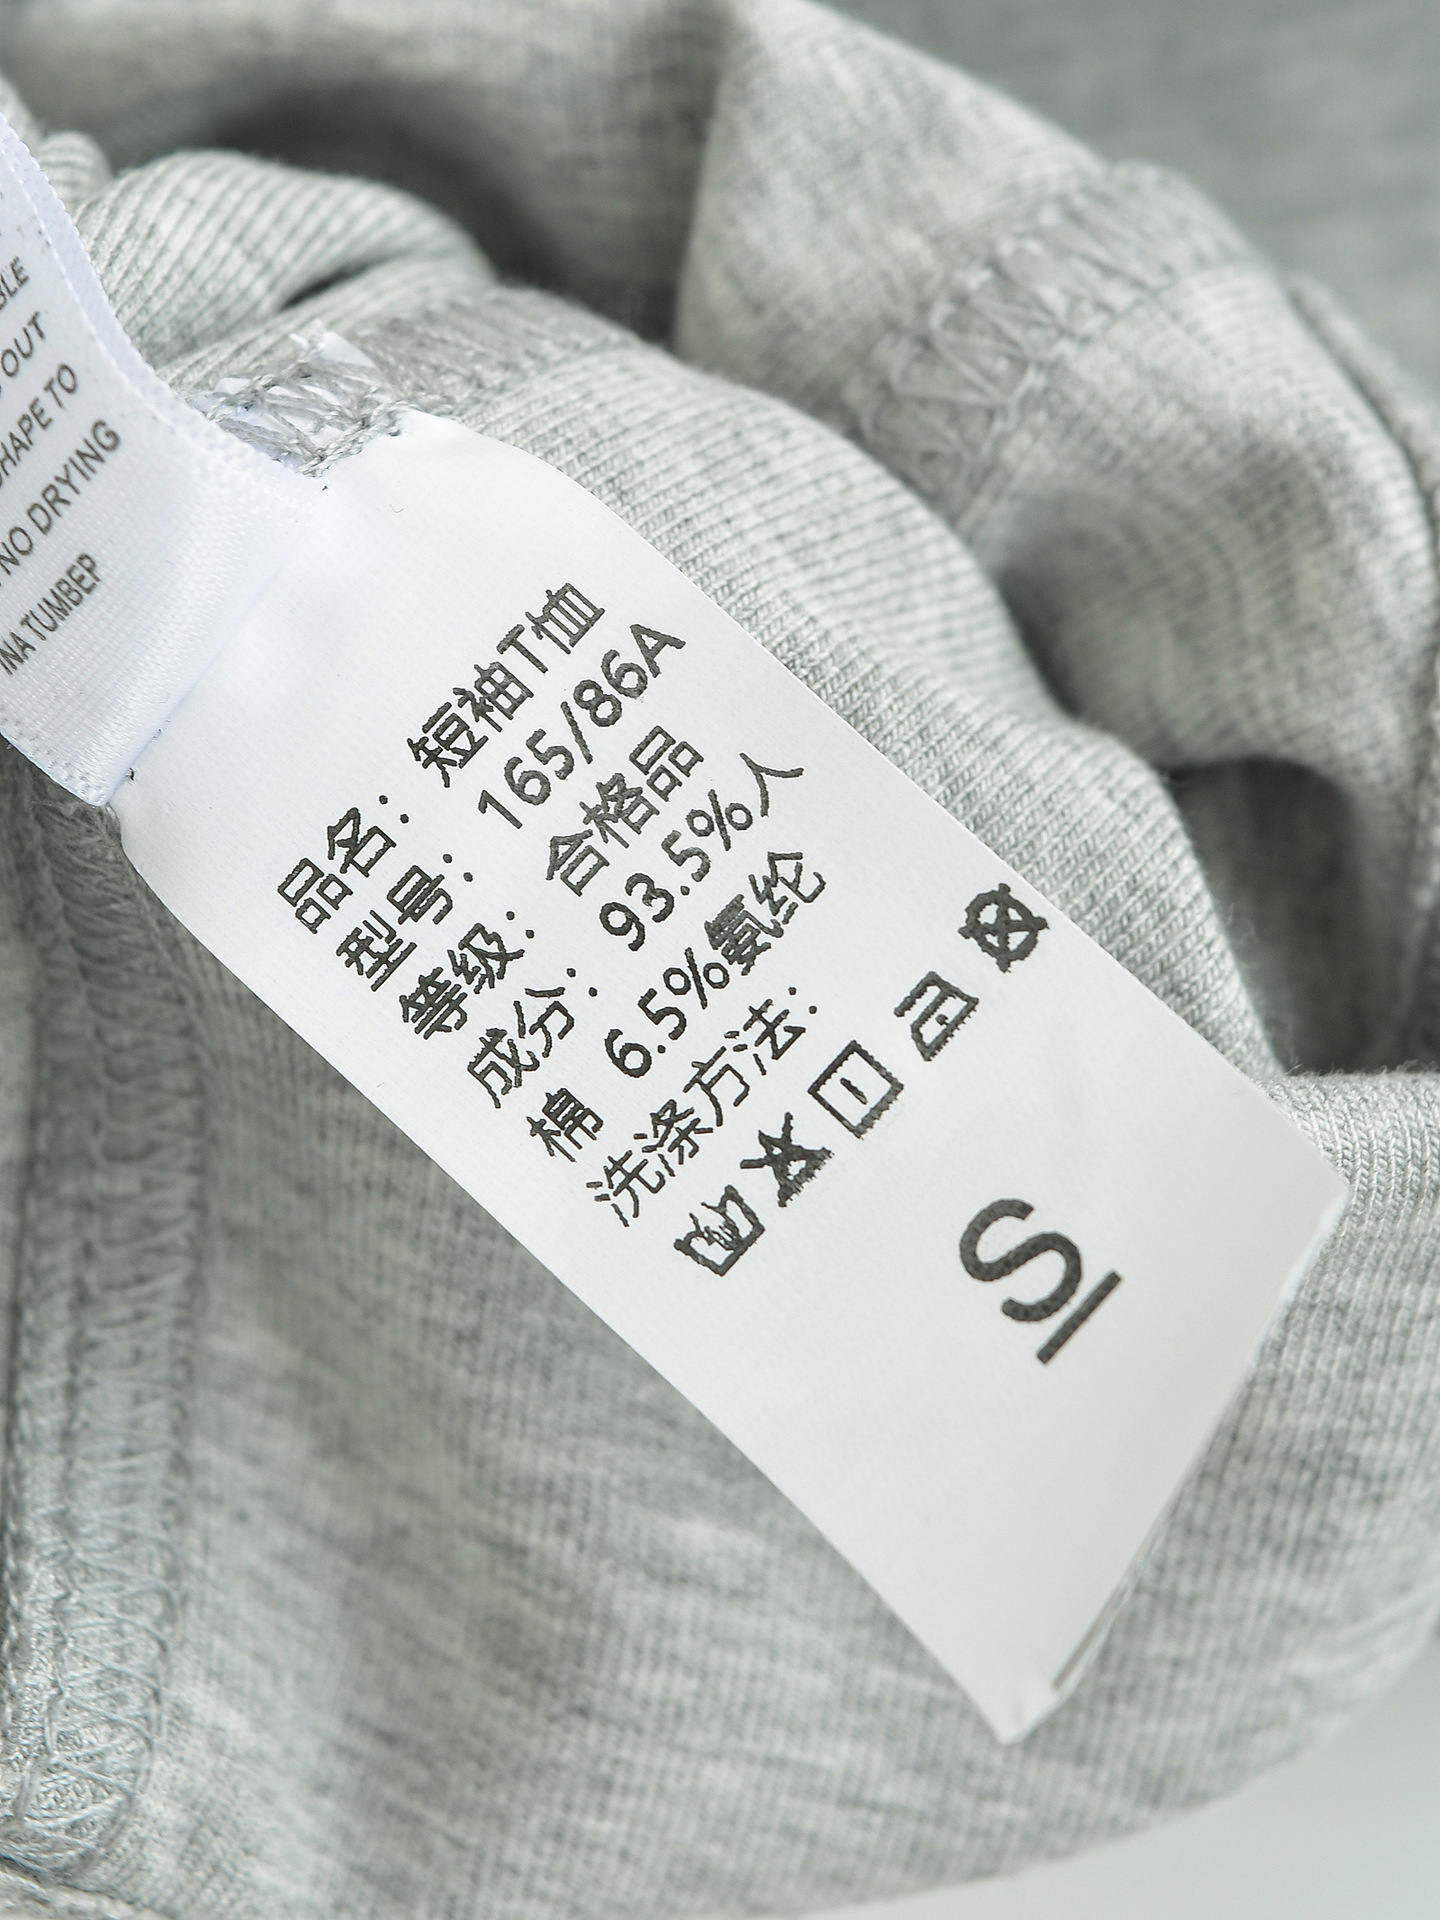 BLE
OUT
SHAPE TO
NO DRYING
INA TUMBEP
品名： 短袖T恤
型号： 165/86A
等级： 合格品
成分： 93.5%人
棉 6.5%氨纶
洗涤方法：
S